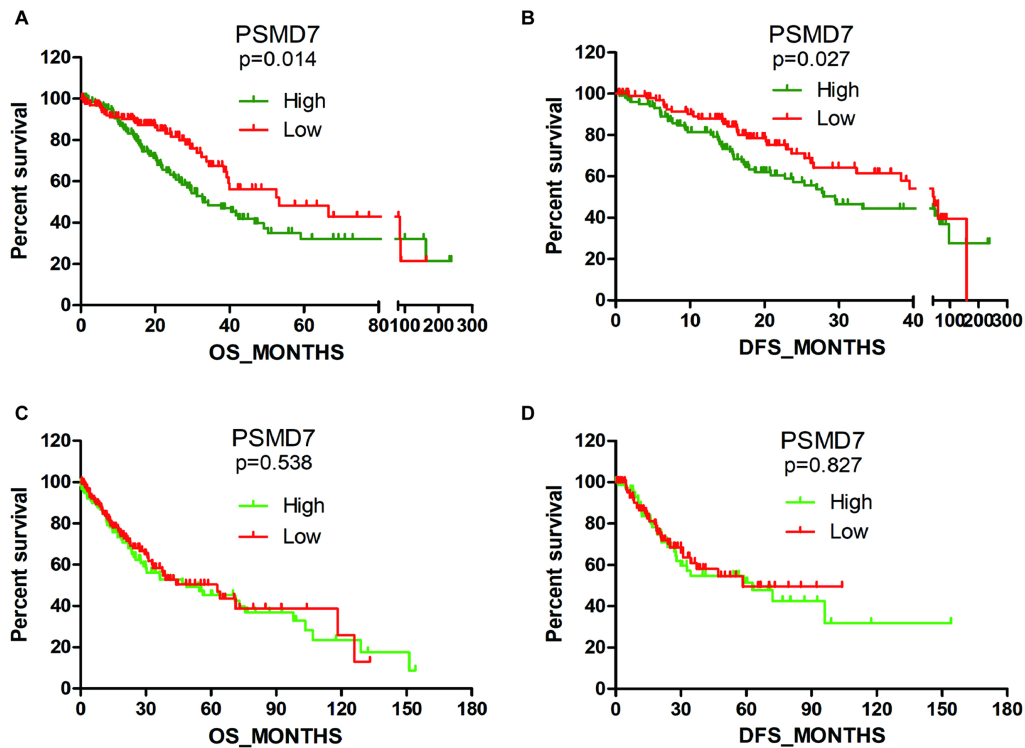 A
PSMD7
p=0.014
High
Low
Percent survival
120
100
80
60
40
20
0
0 20 40 60 80 100 200 300
OS_MONTHS
B
PSMD7
p=0.027
High
Low
Percent survival
120
100
80
60
40
20
0
0 10 20 30 40 100 200 300
DFS_MONTHS
C
PSMD7
p=0.538
High
Low
Percent survival
120
100
80
60
40
20
0
0 30 60 90 120 150 180
OS_MONTHS
D
PSMD7
p=0.827
High
Low
Percent survival
120
100
80
60
40
20
0
0 30 60 90 120 150 180
DFS_MONTHS